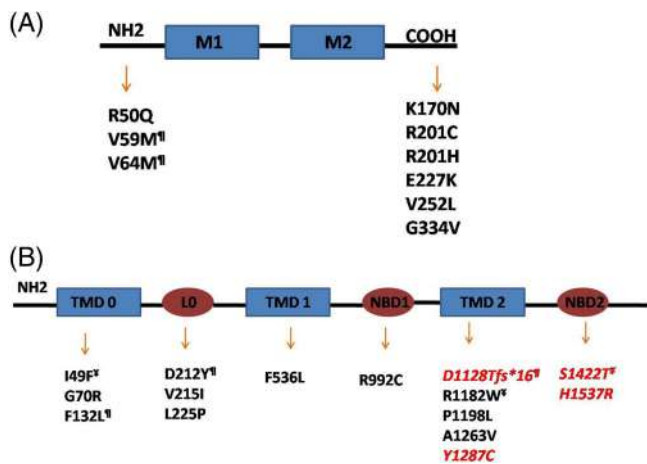 (A)
NH2 M1 M2 COOH
R50Q
V59M¶
V64M¶
K170N
R201C
R201H
E227K
V252L
G334V
(B)
NH2
TMD 0 L0 TMD 1 NBD1 TMD 2 NBD2
I49F¥
G70R
F132L¶
D212Y¶
V215I
L225P
F536L
R992C
D1128Tfs*16¶
R1182W¥
P1198L
A1263V
Y1287C
S1422T¥
H1537R